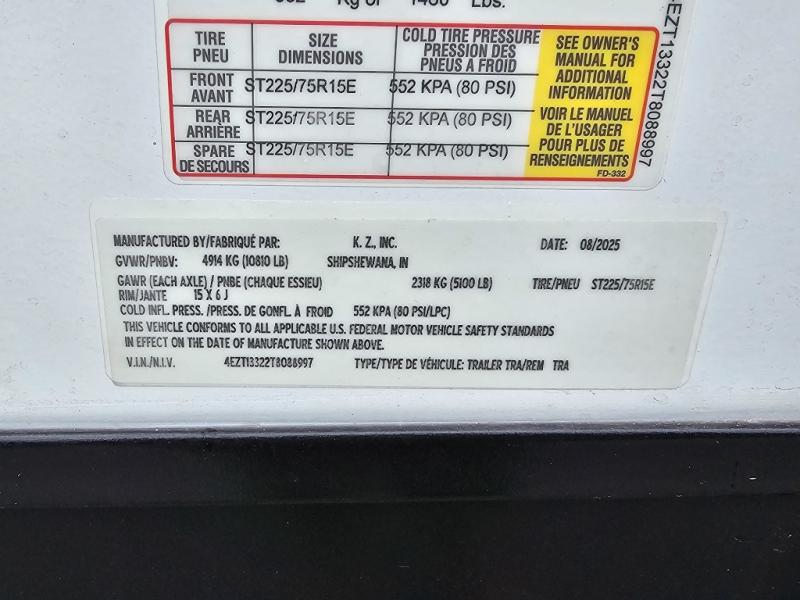 Kg or 1460 Lbs.
TIRE PNEU SIZE DIMENSIONS COLD TIRE PRESSURE PRESSION DES PNEUS A FROID
FRONT AVANT ST225/75R15E 552 KPA (80 PSI)
REAR ARRIÈRE ST225/75R15E 552 KPA (80 PSI)
SPARE DE SECOURS ST225/75R15E 552 KPA (80 PSI)
SEE OWNER'S
MANUAL FOR
ADDITIONAL
INFORMATION
VOIR LE MANUEL
DE L'USAGER
POUR PLUS DE
RENSEIGNEMENTS
FD-332
EZT13322T8088997
MANUFACTURED BY/FABRIQUÉ PAR: K. Z., INC. DATE: 08/2025
GVWR/PNBV: 4914 KG (10810 LB) SHIPSHEWANA, IN
GAWR (EACH AXLE) / PNBE (CHAQUE ESSIEU) 2318 KG (5100 LB) TIRE/PNEU ST225/75R15E
RIM/JANTE 15 X 6 J
COLD INFL. PRESS. /PRESS. DE GONFL. À FROID 552 KPA (80 PSI/LPC)
THIS VEHICLE CONFORMS TO ALL APPLICABLE U.S. FEDERAL MOTOR VEHICLE SAFETY STANDARDS
IN EFFECT ON THE DATE OF MANUFACTURE SHOWN ABOVE.
V.I.N./N.I.V. 4EZT13322T8088997 TYPE/TYPE DE VÉHICULE: TRAILER TRA/REM TRA